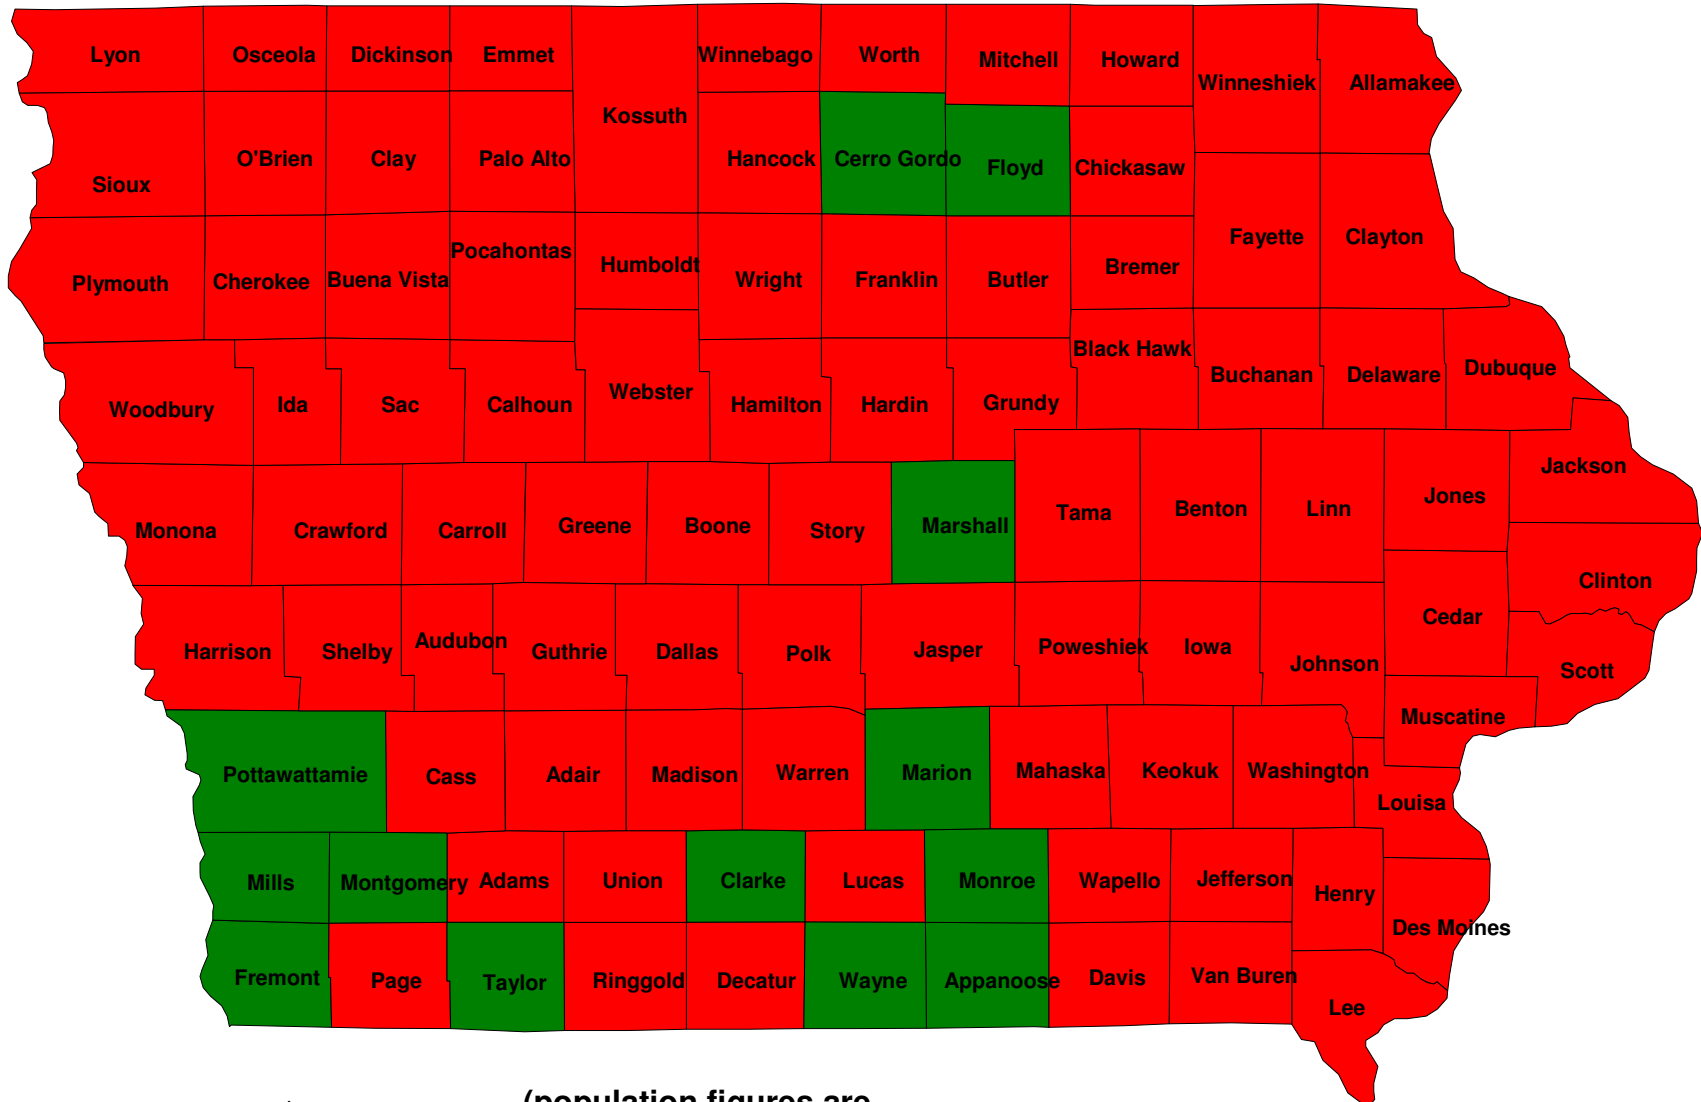 Lyon
Osceola
Dickinson
Emmet
Winnebago
Worth
Mitchell
Howard
Winneshiek
Allamakee
Kossuth
Sioux
O'Brien
Clay
Palo Alto
Hancock
Cerro Gordo
Floyd
Chickasaw
Fayette
Clayton
Plymouth
Cherokee
Buena Vista
Pocahontas
Humboldt
Wright
Franklin
Butler
Bremer
Black Hawk
Buchanan
Delaware
Dubuque
Woodbury
Ida
Sac
Calhoun
Webster
Hamilton
Hardin
Grundy
Jackson
Monona
Crawford
Carroll
Greene
Boone
Story
Marshall
Tama
Benton
Linn
Jones
Clinton
Cedar
Harrison
Shelby
Audubon
Guthrie
Dallas
Polk
Jasper
Poweshiek
Iowa
Johnson
Scott
Muscatine
Pottawattamie
Cass
Adair
Madison
Warren
Marion
Mahaska
Keokuk
Washington
Louisa
Mills
Montgomery
Adams
Union
Clarke
Lucas
Monroe
Wapello
Jefferson
Henry
Des Moines
Fremont
Page
Taylor
Ringgold
Decatur
Wayne
Appanoose
Davis
Van Buren
Lee
(population figures are